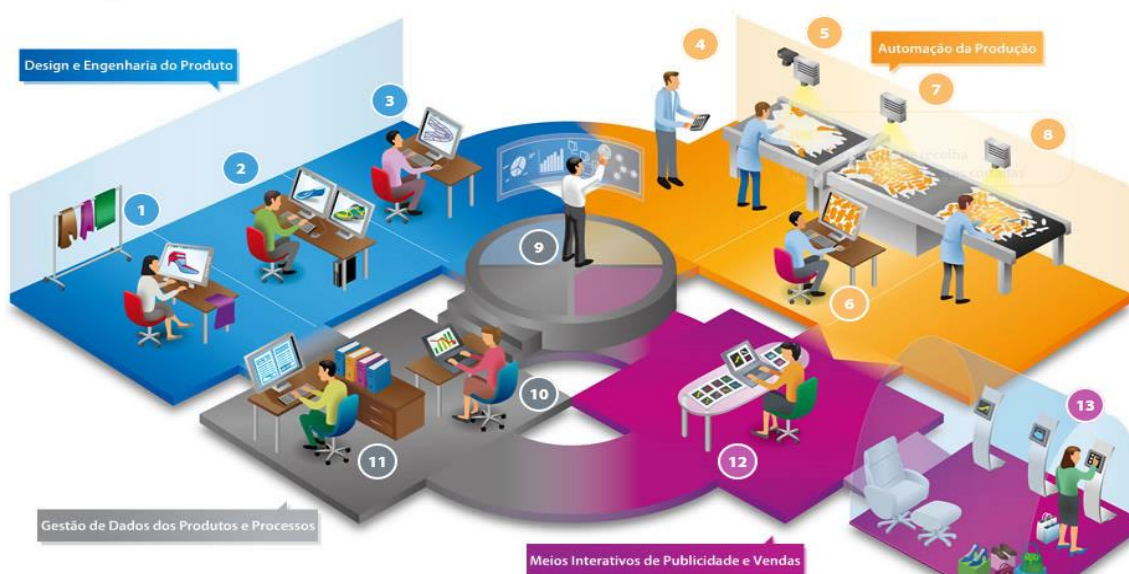 Design e Engenharia do Produto
Automação da Produção
1
2
3
4
5
6
7
8
recolha
9
10
11
12
13
Gestão de Dados dos Produtos e Processos
Meios Interativos de Publicidade e Vendas